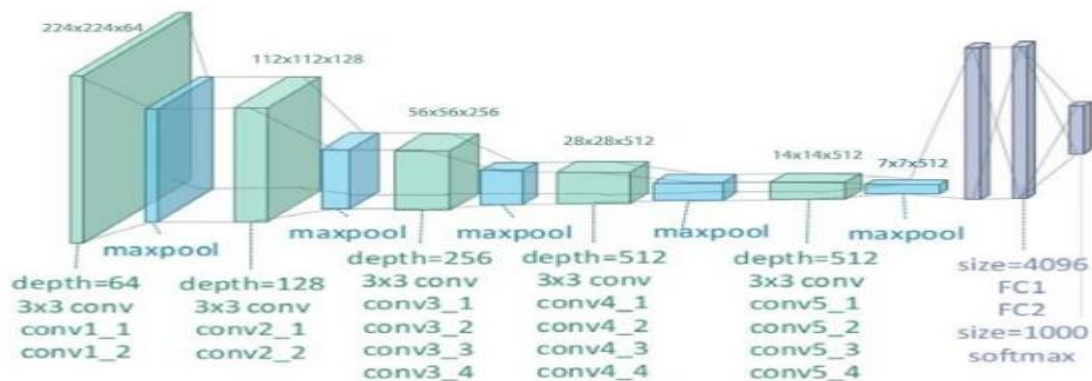 224x224x64
112x112x128
56x56x256
28x28x512
14x14x512
7x7x512
maxpool
maxpool
maxpool
maxpool
maxpool
depth=64
3x3 conv
conv1_1
conv1_2
depth=128
3x3 conv
conv2_1
conv2_2
depth=256
3x3 conv
conv3_1
conv3_2
conv3_3
conv3_4
depth=512
3x3 conv
conv4_1
conv4_2
conv4_3
conv4_4
depth=512
3x3 conv
conv5_1
conv5_2
conv5_3
conv5_4
size=4096
FC1
FC2
size=1000
softmax